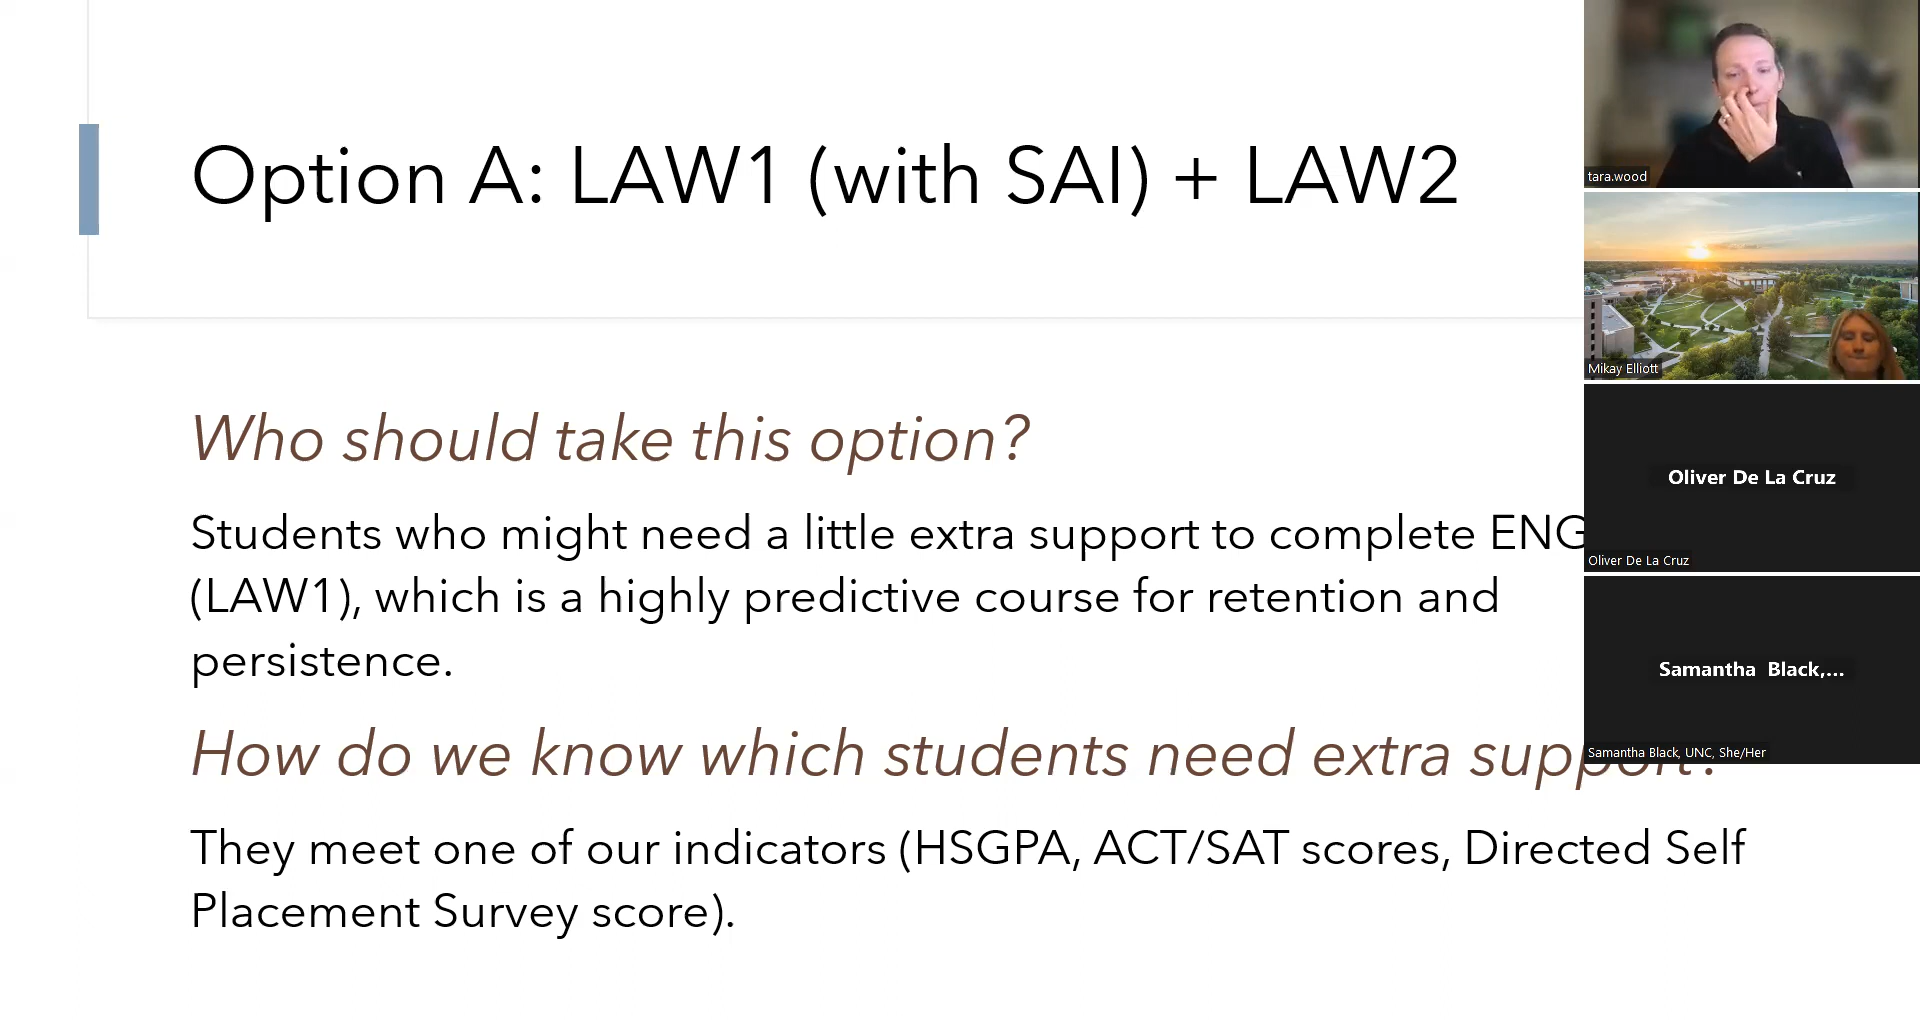 Option A: LAW1 (with SAI) + LAW2
Who should take this option?
Students who might need a little extra support to complete ENG
(LAW1), which is a highly predictive course for retention and
persistence.
How do we know which students need extra support?
They meet one of our indicators (HSGPA, ACT/SAT scores, Directed Self
Placement Survey score).
tara.wood
Mikay Elliott
Oliver De La Cruz
Oliver De La Cruz
Samantha Black,...
Samantha Black, UNC, She/Her